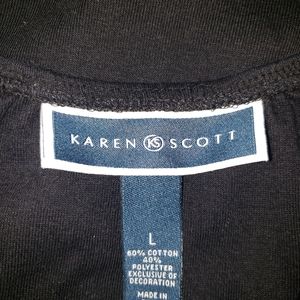 KAREN KS SCOTT
L
60% COTTON
40%
POLYESTER
EXCLUSIVE OF
DECORATION
MADE IN